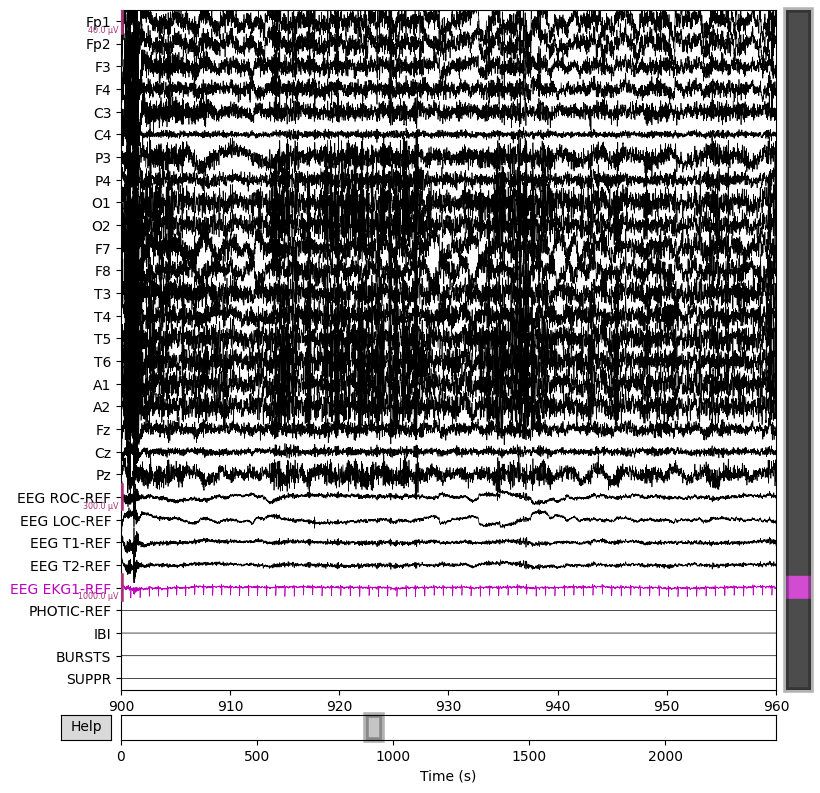 Fp1
40.0 µV
Fp2
F3
F4
C3
C4
P3
P4
O1
O2
F7
F8
T3
T4
T5
T6
A1
A2
Fz
Cz
Pz
EEG ROC-REF
300.0 µV
EEG LOC-REF
EEG T1-REF
EEG T2-REF
EEG EKG1-REF
1000.0 µV
PHOTIC-REF
IBI
BURSTS
SUPPR
900 910 920 930 940 950 960
Help
0 500 1000 1500 2000
Time (s)